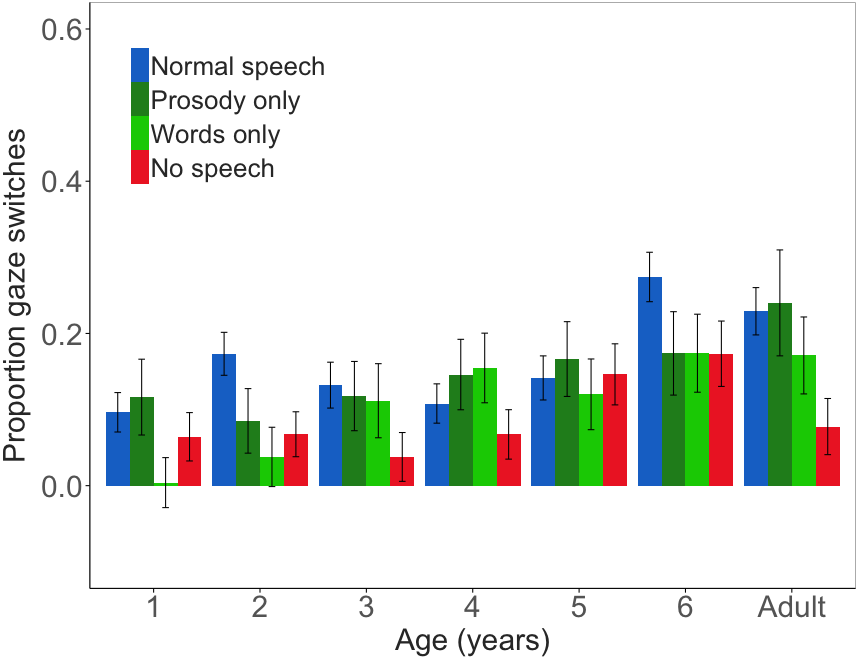 0.6
0.4
0.2
0.0
Proportion gaze switches
Normal speech
Prosody only
Words only
No speech
1 2 3 4 5 6 Adult
Age (years)